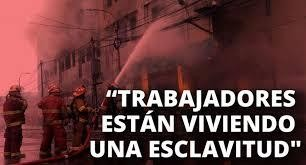 “TRABAJADORES
ESTÁN VIVIENDO
UNA ESCLAVITUD"